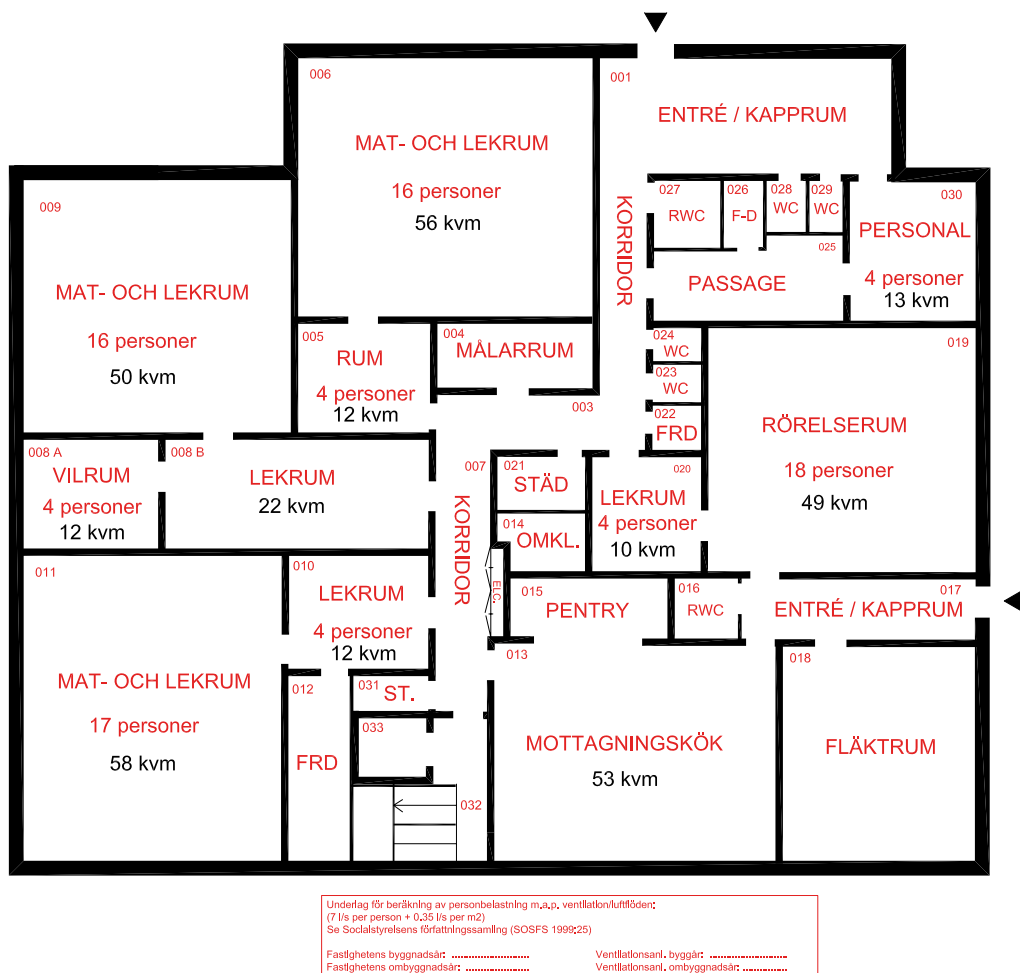 006
MAT- OCH LEKRUM
16 personer
56 kvm
001
ENTRÉ / KAPPRUM
KORRIDOR
027
RWC
026
F-D
028
WC
029
WC
025
PASSAGE
030
PERSONAL
4 personer
13 kvm
009
MAT- OCH LEKRUM
16 personer
50 kvm
005
RUM
4 personer
12 kvm
004
MÅLARRUM
003
024
WC
023
WC
022
FRD
019
RÖRELSERUM
18 personer
49 kvm
008 A
VILRUM
4 personer
12 kvm
008 B
LEKRUM
22 kvm
007
KORRIDOR
021
STÄD
014
OMKL.
020
LEKRUM
4 personer
10 kvm
011
MAT- OCH LEKRUM
17 personer
58 kvm
010
LEKRUM
4 personer
12 kvm
ELC.
015
PENTRY
016
RWC
017
ENTRÉ / KAPPRUM
013
MOTTAGNINGSKÖK
53 kvm
018
FLÄKTRUM
012
FRD
031
ST.
033
032
Underlag för beräkning av personbelastning m.a.p. ventilation/luftflöden:
(7 l/s per person + 0.35 l/s per m2)
Se Socialstyrelsens författningssamling (SOSFS 1999:25)
Fastighetens byggnadsår: ......................
Ventilationsanl. byggår: ......................
Fastighetens ombyggnadsår: ......................
Ventilationsanl. ombyggnadsår: ......................